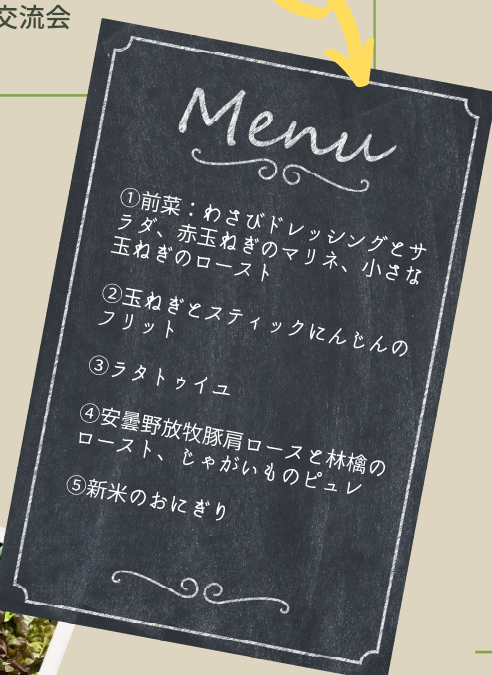 交流会
Menu
①前菜：わさびドレッシングとサ
ラダ、赤玉ねぎのマリネ、小さな
玉ねぎのロースト
②玉ねぎとスティックにんじんの
フリット
③ラタトゥイユ
④安曇野放牧豚肩ロースと林檎の
ロースト、じゃがいものピュレ
⑤新米のおにぎり